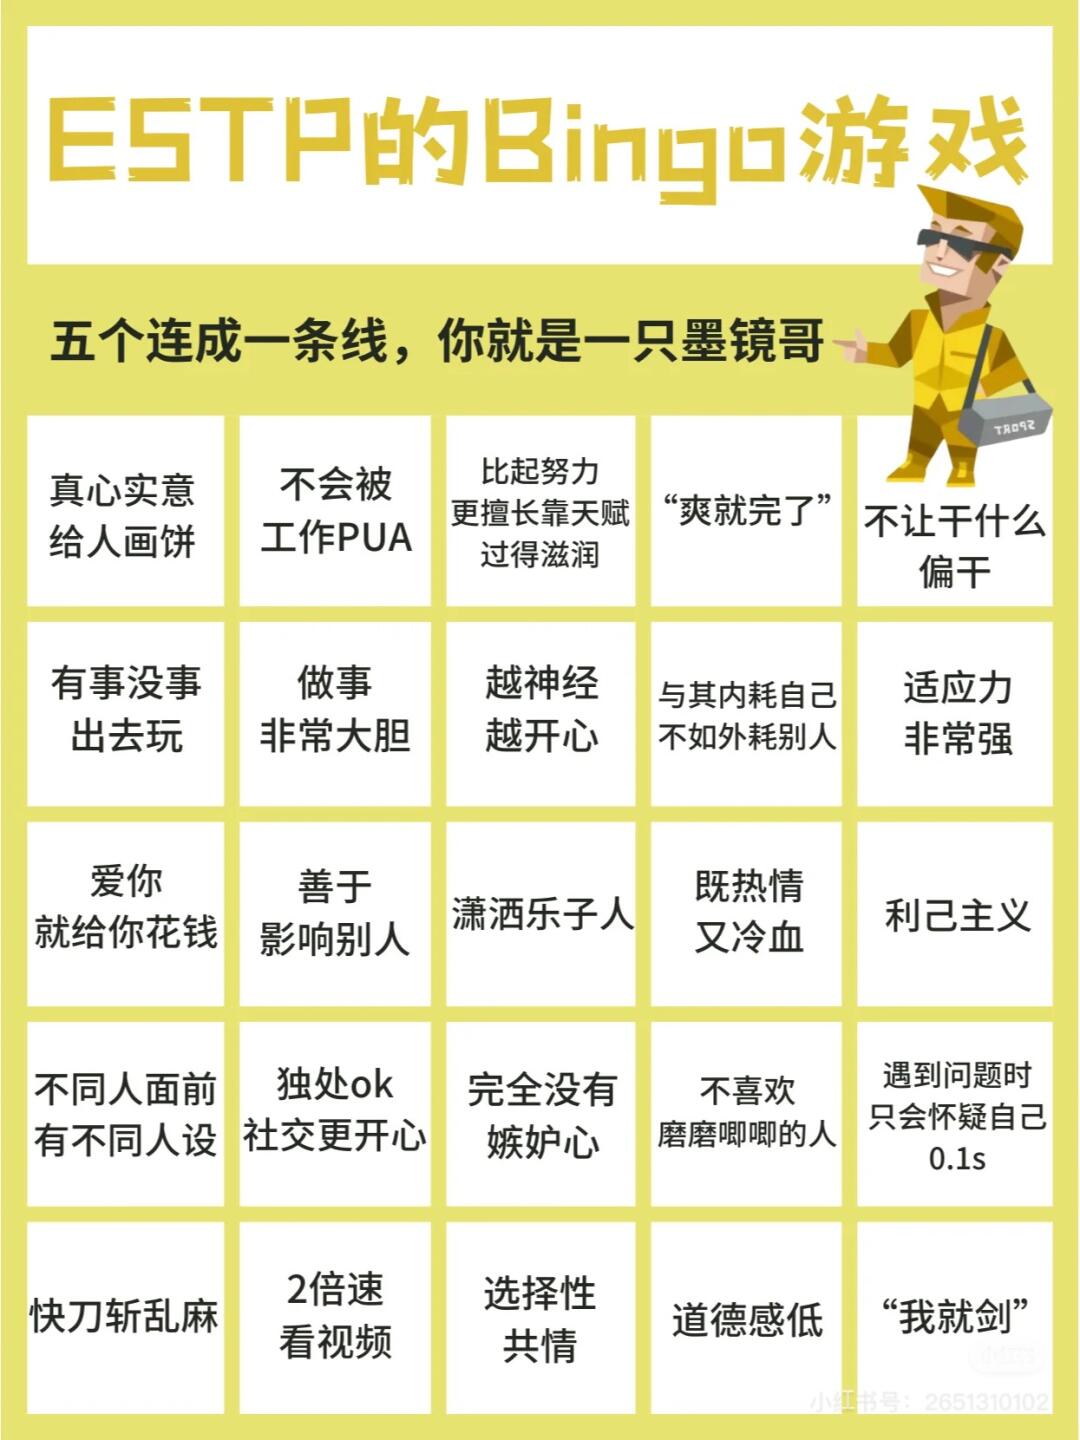 ESTP的Bingo游戏
五个连成一条线，你就是一只墨镜哥
SPORT
真心实意
给人画饼
不会被
工作PUA
比起努力
更擅长靠天赋
过得滋润
“爽就完了”
不让干什么
偏干
有事没事
出去玩
做事
非常大胆
越神经
越开心
与其内耗自己
不如外耗别人
适应力
非常强
爱你
就给你花钱
善于
影响别人
潇洒乐子人
既热情
又冷血
利己主义
不同人面前
有不同人设
独处ok
社交更开心
完全没有
嫉妒心
不喜欢
磨磨唧唧的人
遇到问题时
只会怀疑自己
0.1s
快刀斩乱麻
2倍速
看视频
选择性
共情
道德感低
“我就剑”
小红书
小红书号：2651310102